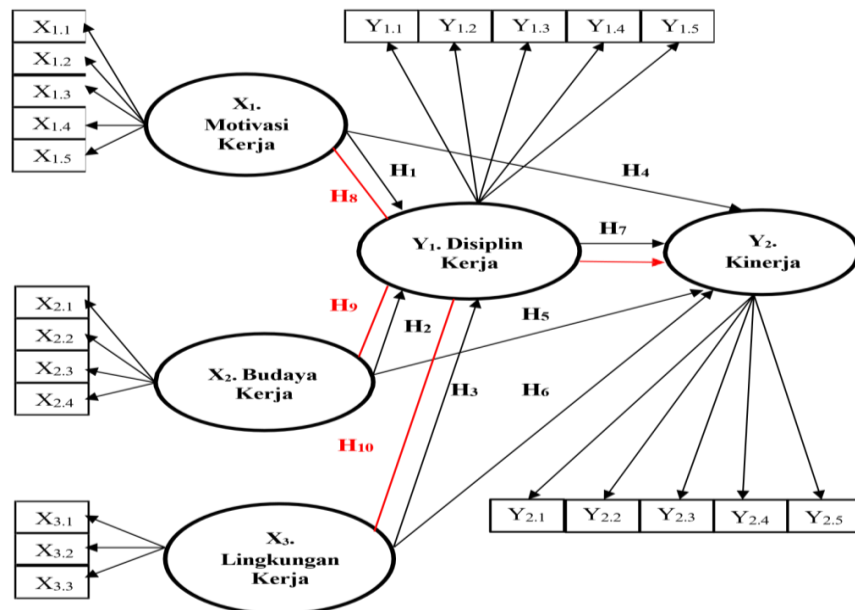 X1.1
X1.2
X1.3
X1.4
X1.5
Y1.1 Y1.2 Y1.3 Y1.4 Y1.5
X1.
Motivasi
Kerja
H1
H4
H8
Y1. Disiplin
Kerja
H7
Y2.
Kinerja
X2.1
X2.2
X2.3
X2.4
H9
H2
H5
X2. Budaya
Kerja
H3
H6
H10
Y2.1 Y2.2 Y2.3 Y2.4 Y2.5
X3.1
X3.2
X3.3
X3.
Lingkungan
Kerja